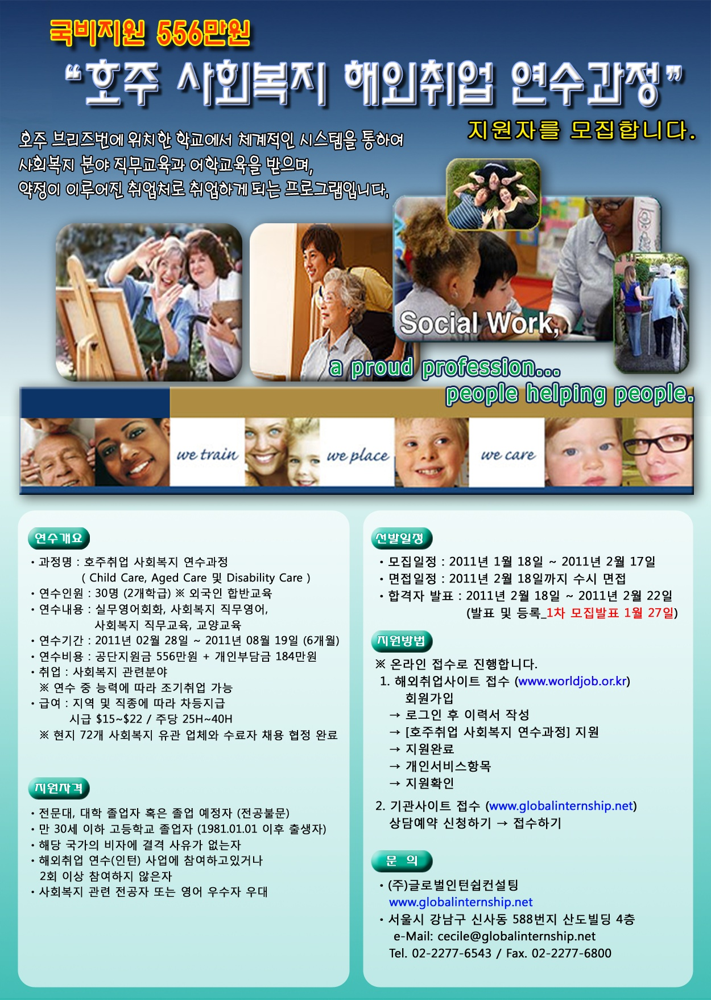 국비지원 556만원
"호주 사회복지 해외취업 연수과정"
지원자를 모집합니다.
호주 브리즈번에 위치한 학교에서 체계적인 시스템을 통하여
사회복지 분야 직무교육과 어학교육을 받으며,
약정이 이루어진 취업처로 취업하게 되는 프로그램입니다.
Social Work,
a proud profession...
people helping people.
we train
we place
we care
연수개요
· 과정명 : 호주취업 사회복지 연수과정
( Child Care, Aged Care 및 Disability Care )
· 연수인원 : 30명 (2개학급) ※ 외국인 합반교육
· 연수내용 : 실무영어회화, 사회복지 직무영어,
사회복지 직무교육, 교양교육
· 연수기간 : 2011년 02월 28일 ~ 2011년 08월 19일 (6개월)
· 연수비용 : 공단지원금 556만원 + 개인부담금 184만원
· 취업 : 사회복지 관련분야
※ 연수 중 능력에 따라 조기취업 가능
· 급여 : 지역 및 직종에 따라 차등지급
시급 $15~$22 / 주당 25H~40H
※ 현지 72개 사회복지 유관 업체와 수료자 채용 협정 완료
지원자격
· 전문대, 대학 졸업자 혹은 졸업 예정자 (전공불문)
· 만 30세 이하 고등학교 졸업자 (1981.01.01 이후 출생자)
· 해당 국가의 비자에 결격 사유가 없는자
· 해외취업 연수(인턴) 사업에 참여하고있거나
2회 이상 참여하지 않은자
· 사회복지 관련 전공자 또는 영어 우수자 우대
선발일정
· 모집일정 : 2011년 1월 18일 ~ 2011년 2월 17일
· 면접일정 : 2011년 2월 18일까지 수시 면접
· 합격자 발표 : 2011년 2월 18일 ~ 2011년 2월 22일
(발표 및 등록_1차 모집발표 1월 27일)
지원방법
※ 온라인 접수로 진행합니다.
1. 해외취업사이트 접수 (www.worldjob.or.kr)
회원가입
→ 로그인 후 이력서 작성
→ [호주취업 사회복지 연수과정] 지원
→ 지원완료
→ 개인서비스항목
→ 지원확인
2. 기관사이트 접수 (www.globalinternship.net)
상담예약 신청하기 → 접수하기
문 의
· (주)글로벌인턴쉽컨설팅
www.globalinternship.net
· 서울시 강남구 신사동 588번지 산도빌딩 4층
e-Mail: cecile@globalinternship.net
Tel. 02-2277-6543 / Fax. 02-2277-6800